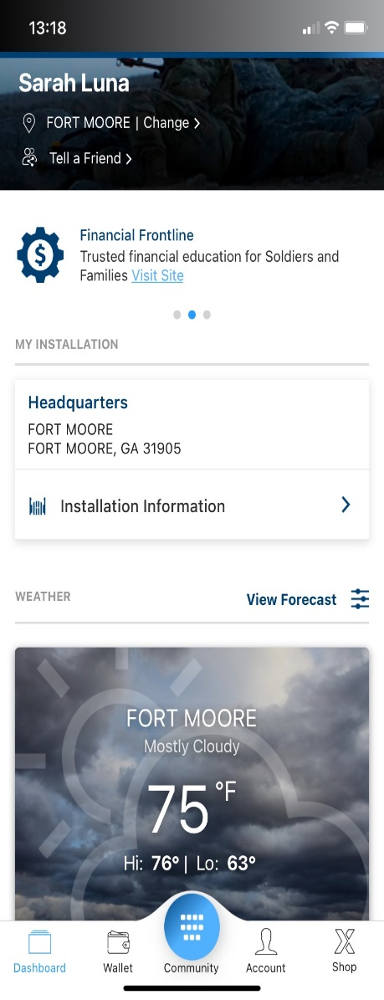 13:18
Sarah Luna
FORT MOORE | Change >
Tell a Friend >
$
Financial Frontline
Trusted financial education for Soldiers and
Families Visit Site
MY INSTALLATION
Headquarters
FORT MOORE
FORT MOORE, GA 31905
Installation Information
WEATHER
View Forecast
FORT MOORE
Mostly Cloudy
75 °F
Hi: 76° | Lo: 63°
Dashboard
Wallet
Community
Account
Shop